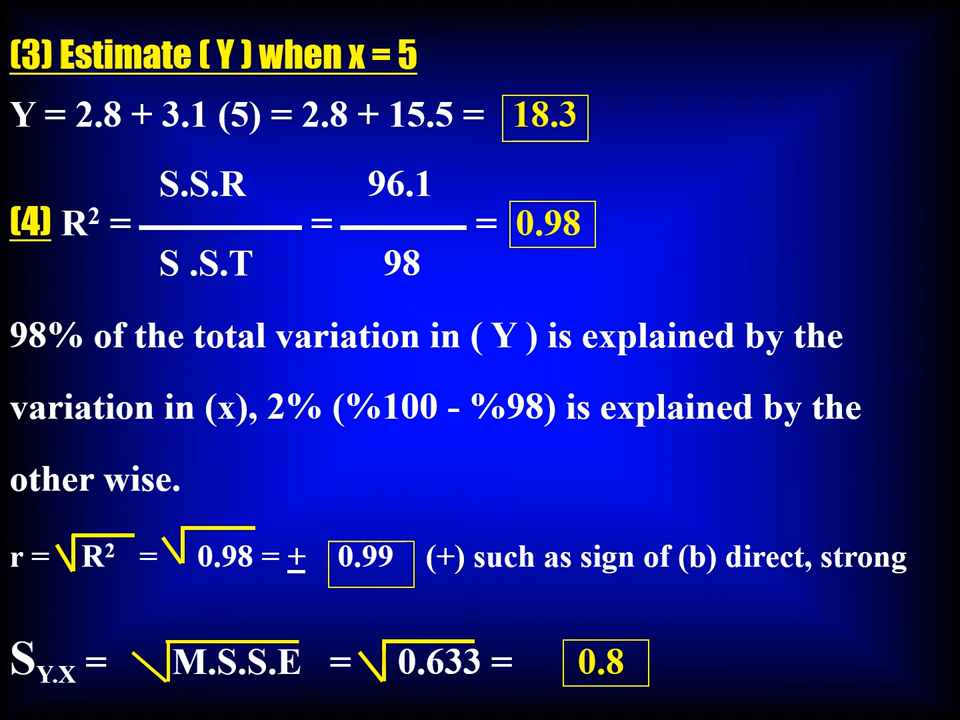 (3) Estimate ( Y ) when x = 5
Y = 2.8 + 3.1 (5) = 2.8 + 15.5 = 18.3
S.S.R 96.1
(4) R² = = = 0.98
S .S.T 98
98% of the total variation in ( Y ) is explained by the
variation in (x), 2% (%100 - %98) is explained by the
other wise.
r = √R² = √0.98 = ± 0.99 (+) such as sign of (b) direct, strong
S Y.X = √M.S.S.E = √0.633 = 0.8